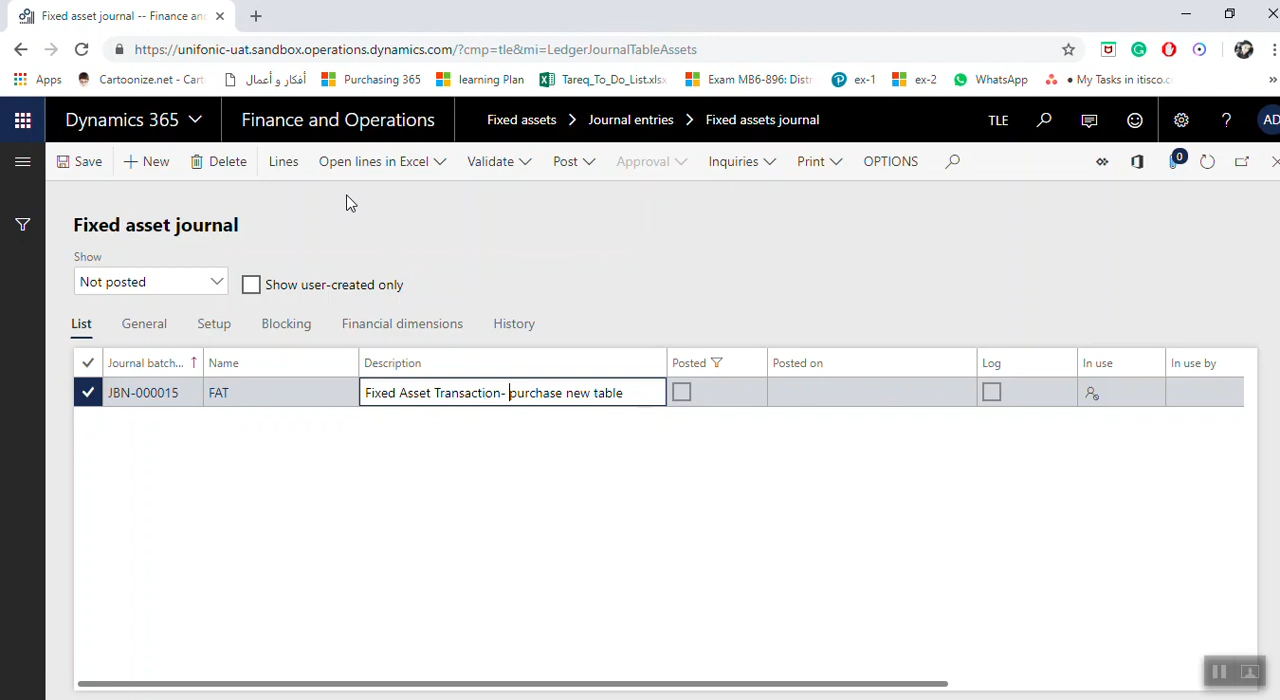 Fixed asset journal -- Finance and
https://unifonic-uat.sandbox.operations.dynamics.com/?cmp=tle&mi=LedgerJournalTableAssets
Apps Cartoonize.net - Cart أفكار و أعمال Purchasing 365 learning Plan Tareq_To_Do_List.xlsx Exam MB6-896: Distr ex-1 ex-2 WhatsApp • My Tasks in itisco.c »
Dynamics 365 Finance and Operations Fixed assets > Journal entries > Fixed assets journal TLE ? AD
Save New Delete Lines Open lines in Excel Validate Post Approval Inquiries Print OPTIONS 0
Fixed asset journal
Show
Not posted Show user-created only
List General Setup Blocking Financial dimensions History
Journal batch... Name Description Posted Posted on Log In use In use by
JBN-000015 FAT Fixed Asset Transaction- purchase new table